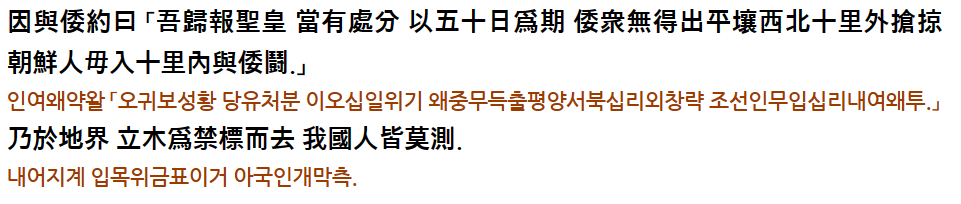 因與倭約曰「吾歸報聖皇 當有處分 以五十日爲期 倭衆無得出平壤西北十里外搶掠
朝鮮人毋入十里內與倭鬪.」
인여왜약왈「오귀보성황 당유처분 이오십일위기 왜중무득출평양서북십리외창략 조선인무입십리내여왜투.」
乃於地界 立木爲禁標而去 我國人皆莫測.
내어지계 입목위금표이거 아국인개막측.